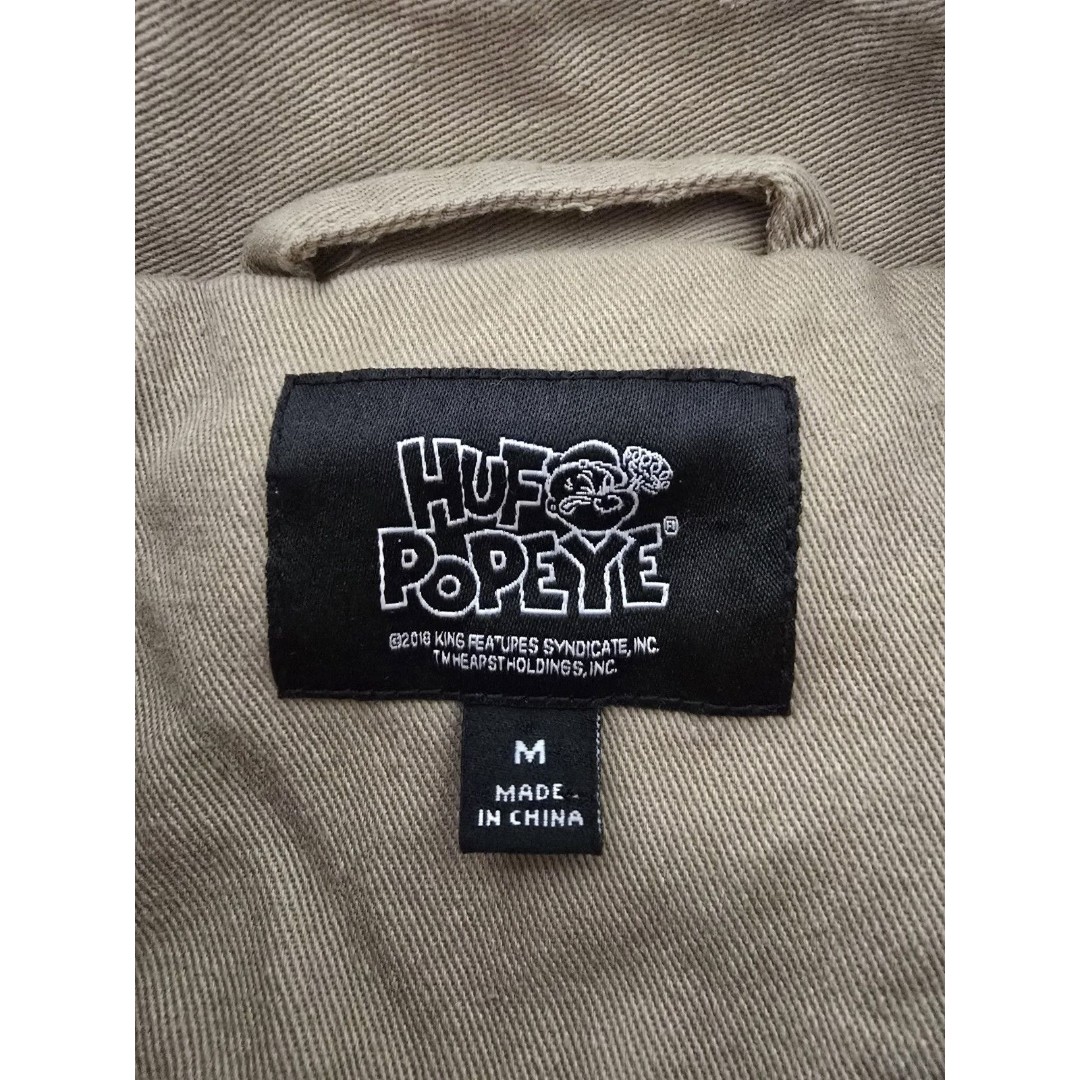 HUF
POPEYE®
©2018 KING FEATURES SYNDICATE, INC.
TM HEARST HOLDINGS, INC.
M
MADE
IN CHINA